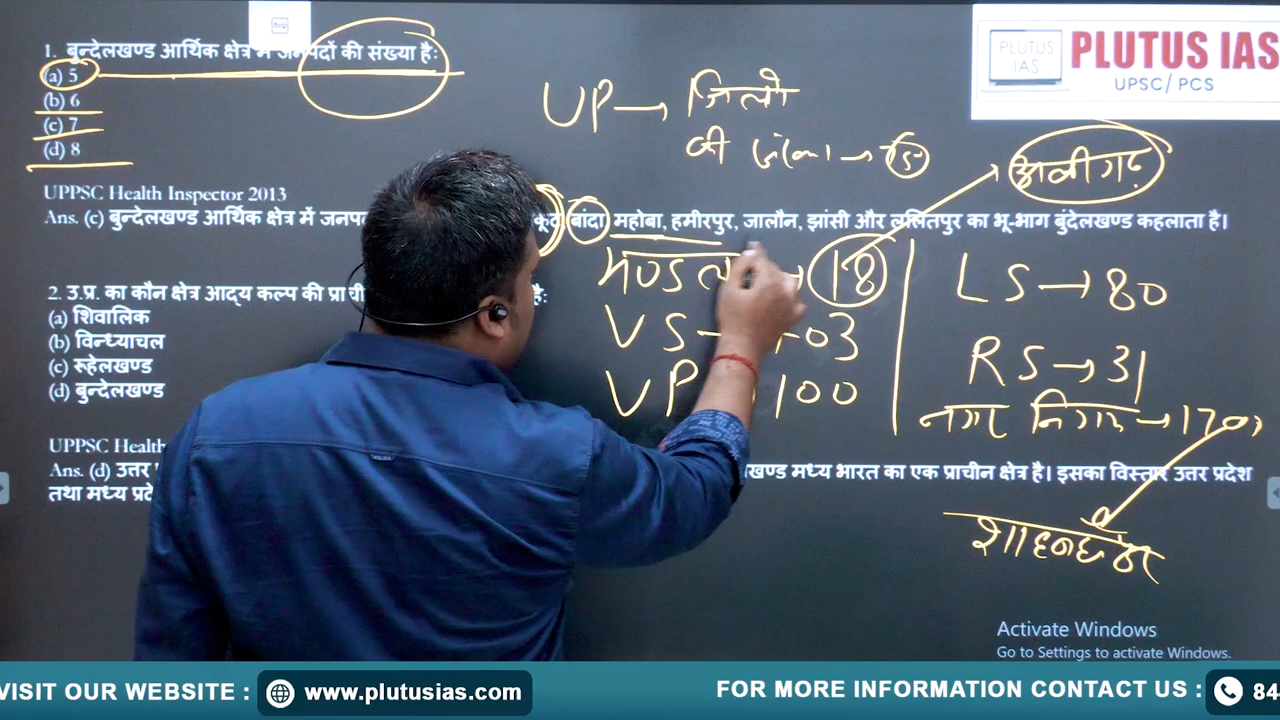 1. बुन्देलखण्ड आर्थिक क्षेत्र में जनपदों की संख्या है:
(a) 5
(b) 6
(c) 7
(d) 8
UPPSC Health Inspector 2013
Ans. (c) बुन्देलखण्ड आर्थिक क्षेत्र में जनप कूट बांदा महोबा, हमीरपुर, जालौन, झांसी और ललितपुर का भू-भाग बुंदेलखण्ड कहलाता है।
2. उ.प्र. का कौन क्षेत्र आद्य कल्प की प्राची है:
(a) शिवालिक
(b) विन्ध्याचल
(c) रूहेलखण्ड
(d) बुन्देलखण्ड
UPPSC Health
Ans. (d) उत्तर खण्ड मध्य भारत का एक प्राचीन क्षेत्र है। इसका विस्तार उत्तर प्रदेश
तथा मध्य प्रदे
UP → जिलों
की →
अलीगढ़
18
VS 03
VP 100
LS → 80
RS → 31
नगर निगम → 17
PLUTUS IAS
PLUTUS IAS
UPSC/ PCS
Activate Windows
Go to Settings to activate Windows.
VISIT OUR WEBSITE : www.plutusias.com
FOR MORE INFORMATION CONTACT US : 84